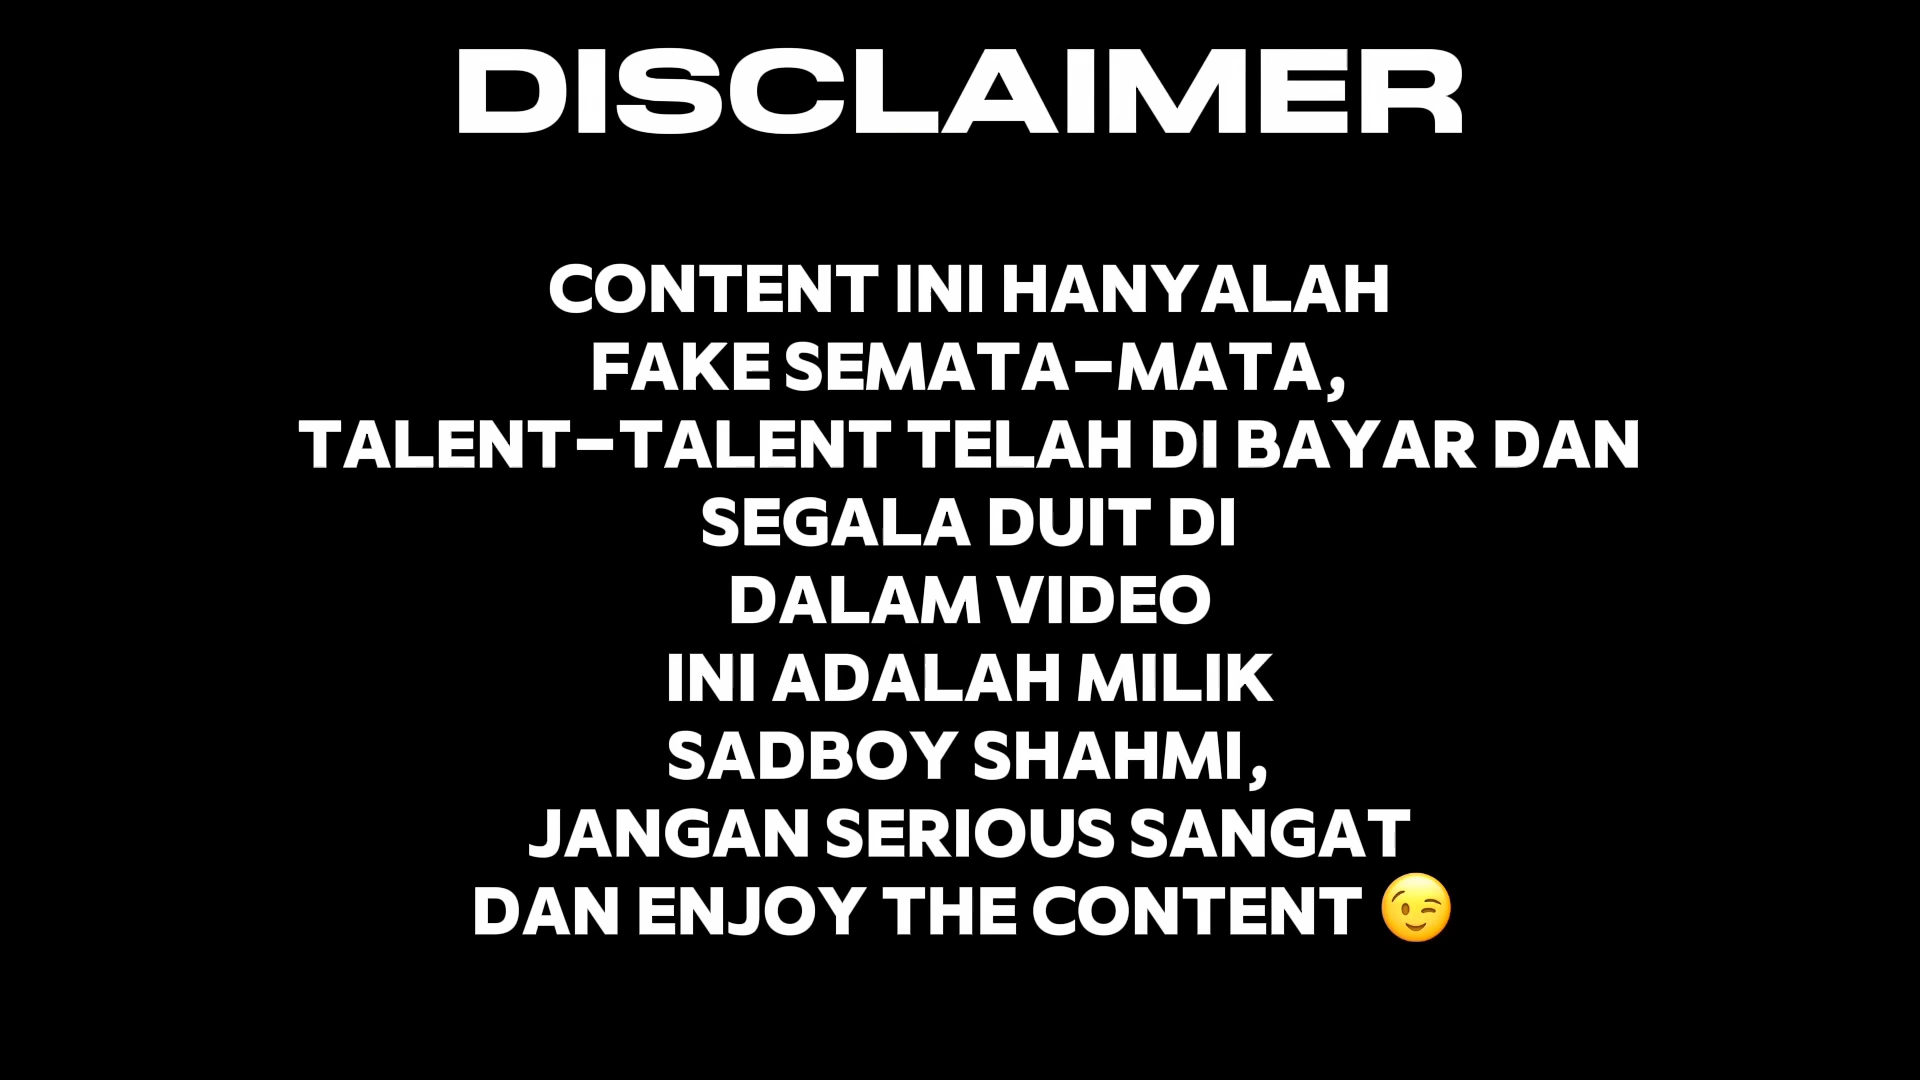 DISCLAIMER
CONTENT INI HANYALAH
FAKE SEMATA-MATA,
TALENT-TALENT TELAH DI BAYAR DAN
SEGALA DUIT DI
DALAM VIDEO
INI ADALAH MILIK
SADBOY SHAHMI,
JANGAN SERIOUS SANGAT
DAN ENJOY THE CONTENT 😉